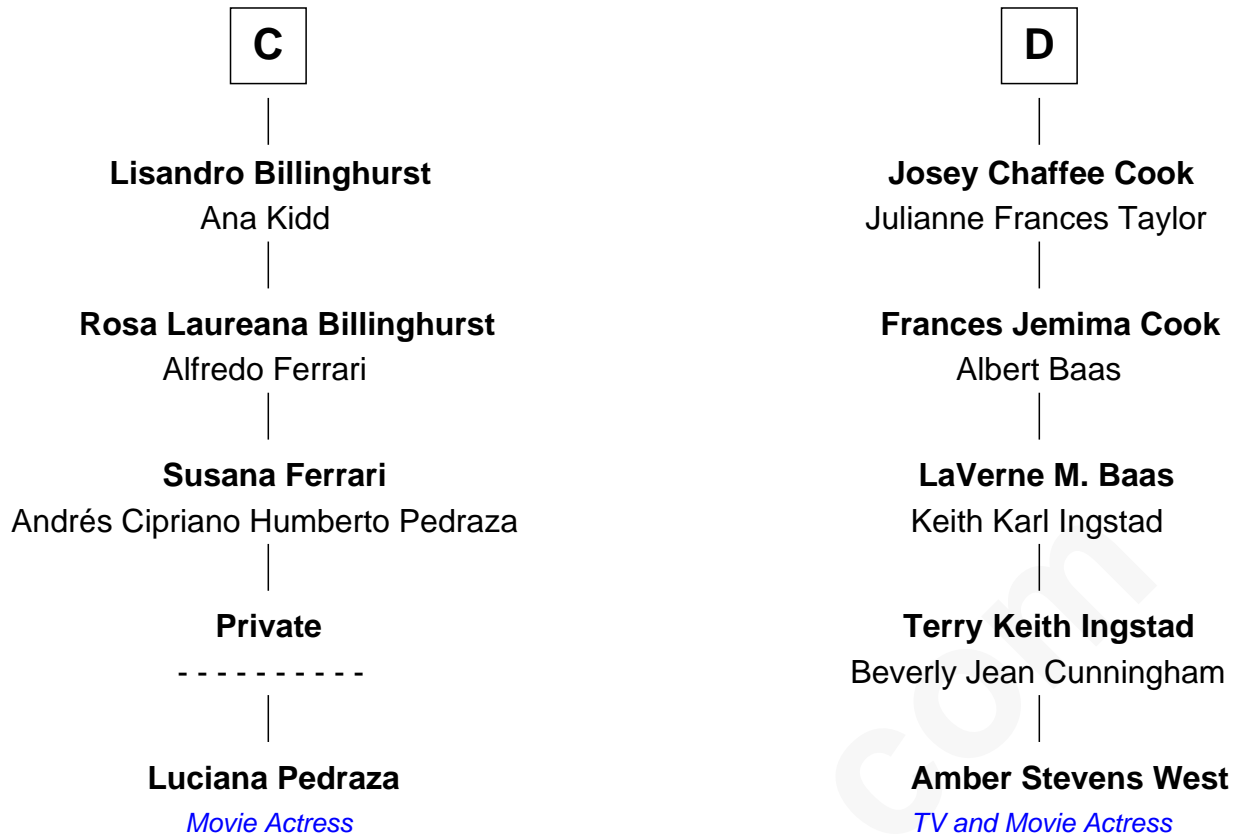 C
Lisandro Billinghurst
Ana Kidd
Rosa Laureana Billinghurst
Alfredo Ferrari
Susana Ferrari
Andrés Cipriano Humberto Pedraza
Private
- - - - - - - - - -
Luciana Pedraza
Movie Actress
D
Josey Chaffee Cook
Julianne Frances Taylor
Frances Jemima Cook
Albert Baas
LaVerne M. Baas
Keith Karl Ingstad
Terry Keith Ingstad
Beverly Jean Cunningham
Amber Stevens West
TV and Movie Actress
com